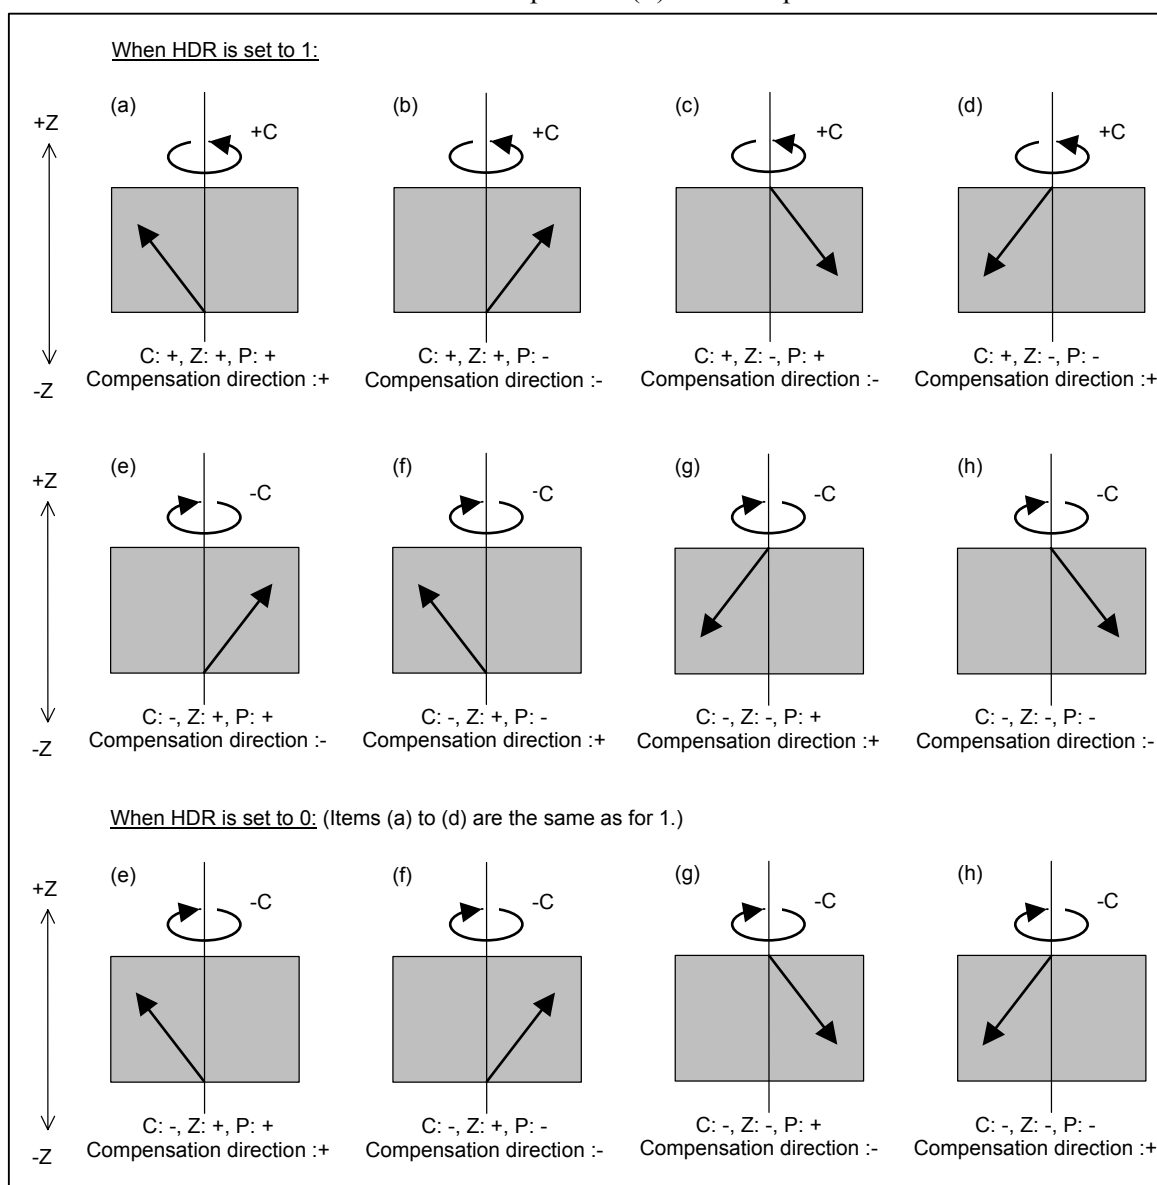 When HDR is set to 1:
(a) (b) (c) (d)
+Z +C +C +C +C
C: +, Z: +, P: + C: +, Z: +, P: - C: +, Z: -, P: + C: +, Z: -, P: -
Compensation direction :+ Compensation direction :- Compensation direction :- Compensation direction :+
-Z
(e) (f) (g) (h)
+Z -C -C -C -C
C: -, Z: +, P: + C: -, Z: +, P: - C: -, Z: -, P: + C: -, Z: -, P: -
Compensation direction :- Compensation direction :+ Compensation direction :+ Compensation direction :-
-Z
When HDR is set to 0: (Items (a) to (d) are the same as for 1.)
(e) (f) (g) (h)
+Z -C -C -C -C
C: -, Z: +, P: + C: -, Z: +, P: - C: -, Z: -, P: + C: -, Z: -, P: -
Compensation direction :+ Compensation direction :- Compensation direction :- Compensation direction :+
-Z